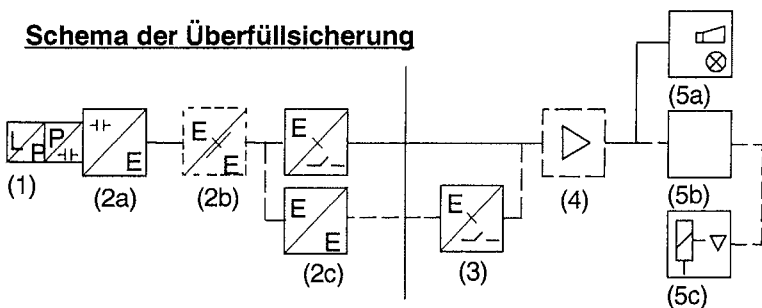 Schema der Überfüllsicherung
(5a)
L P P E E E E
(1) (2a) (2b) (4) (5b)
E E E
(2c) (3) (5c)